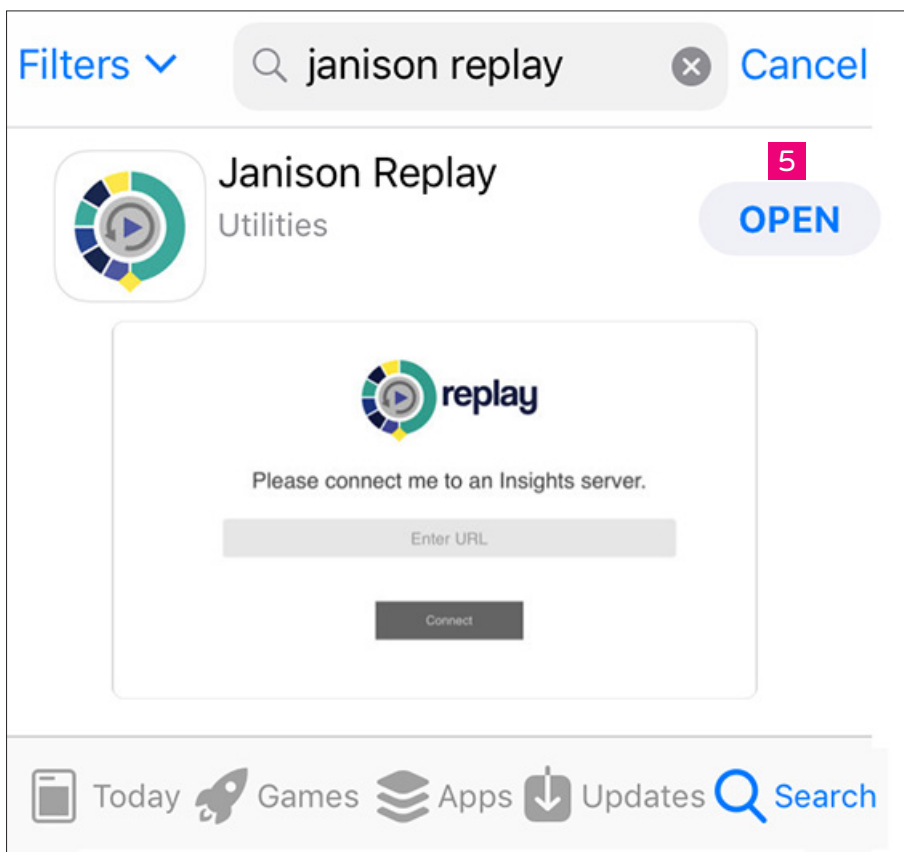 Filters
janison replay
Cancel
Janison Replay
Utilities
5
OPEN
replay
Please connect me to an Insights server.
Enter URL
Connect
Today Games Apps Updates Search